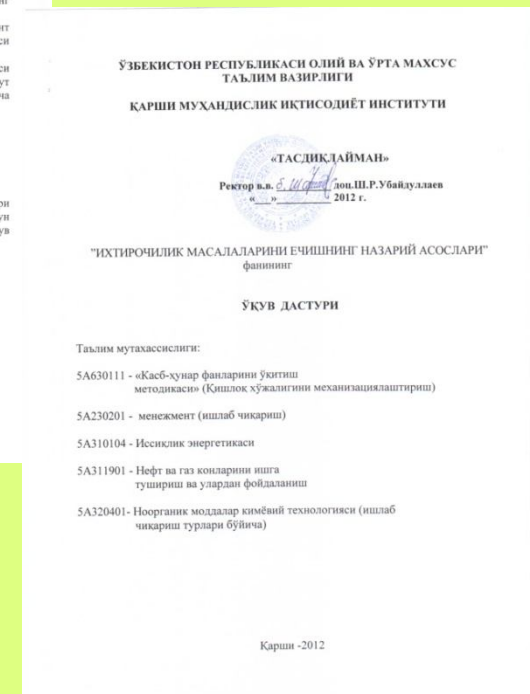 ЎЗБЕКИСТОН РЕСПУБЛИКАСИ ОЛИЙ ВА ЎРТА МАХСУС
ТАЪЛИМ ВАЗИРЛИГИ
ҚАРШИ МУҲАНДИСЛИК ИҚТИСОДИЁТ ИНСТИТУТИ
«ТАСДИҚЛАЙМАН»
Ректор в.в. доц.Ш.Р.Убайдуллаев
«___»__________ 2012 г.
"ИХТИРОЧИЛИК МАСАЛАЛАРИНИ ЕЧИШНИНГ НАЗАРИЙ АСОСЛАРИ"
фанининг
ЎҚУВ ДАСТУРИ
Таълим мутахассислиги:
5А630111 - «Касб-ҳунар фанларини ўқитиш
методикаси» (Қишлоқ хўжалигини механизациялаштириш)
5А230201 - менежмент (ишлаб чиқариш)
5А310104 - Иссиқлик энергетикаси
5А311901 - Нефт ва газ конларини ишга
тушириш ва улардан фойдаланиш
5А320401- Ноорганик моддалар кимёвий технологияси (ишлаб
чиқариш турлари бўйича)
Қарши -2012